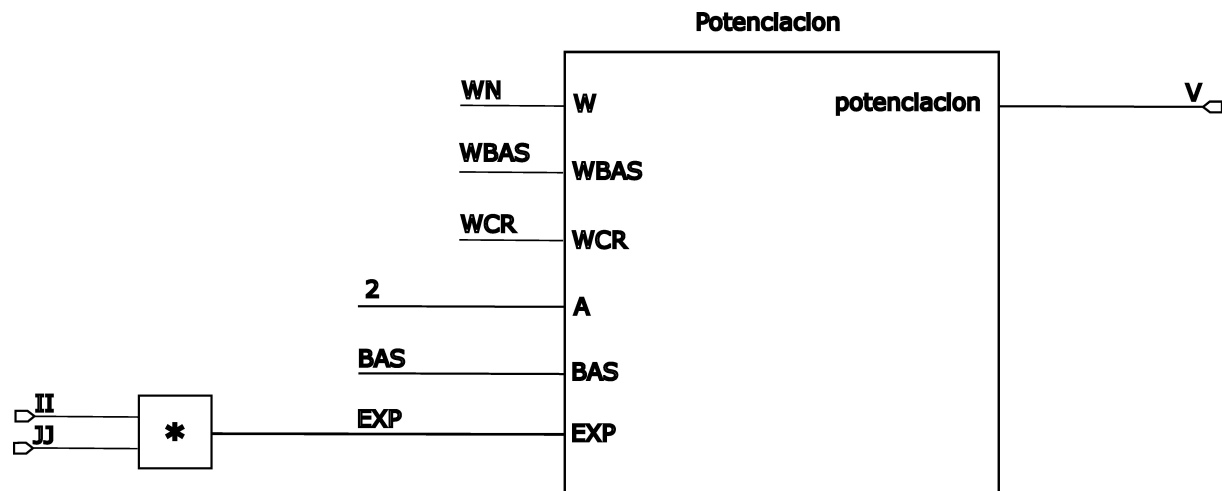 Potenciacion
WN
W
potenciacion
V
WBAS
WBAS
WCR
WCR
2
A
BAS
BAS
II
EXP
EXP
JJ
*